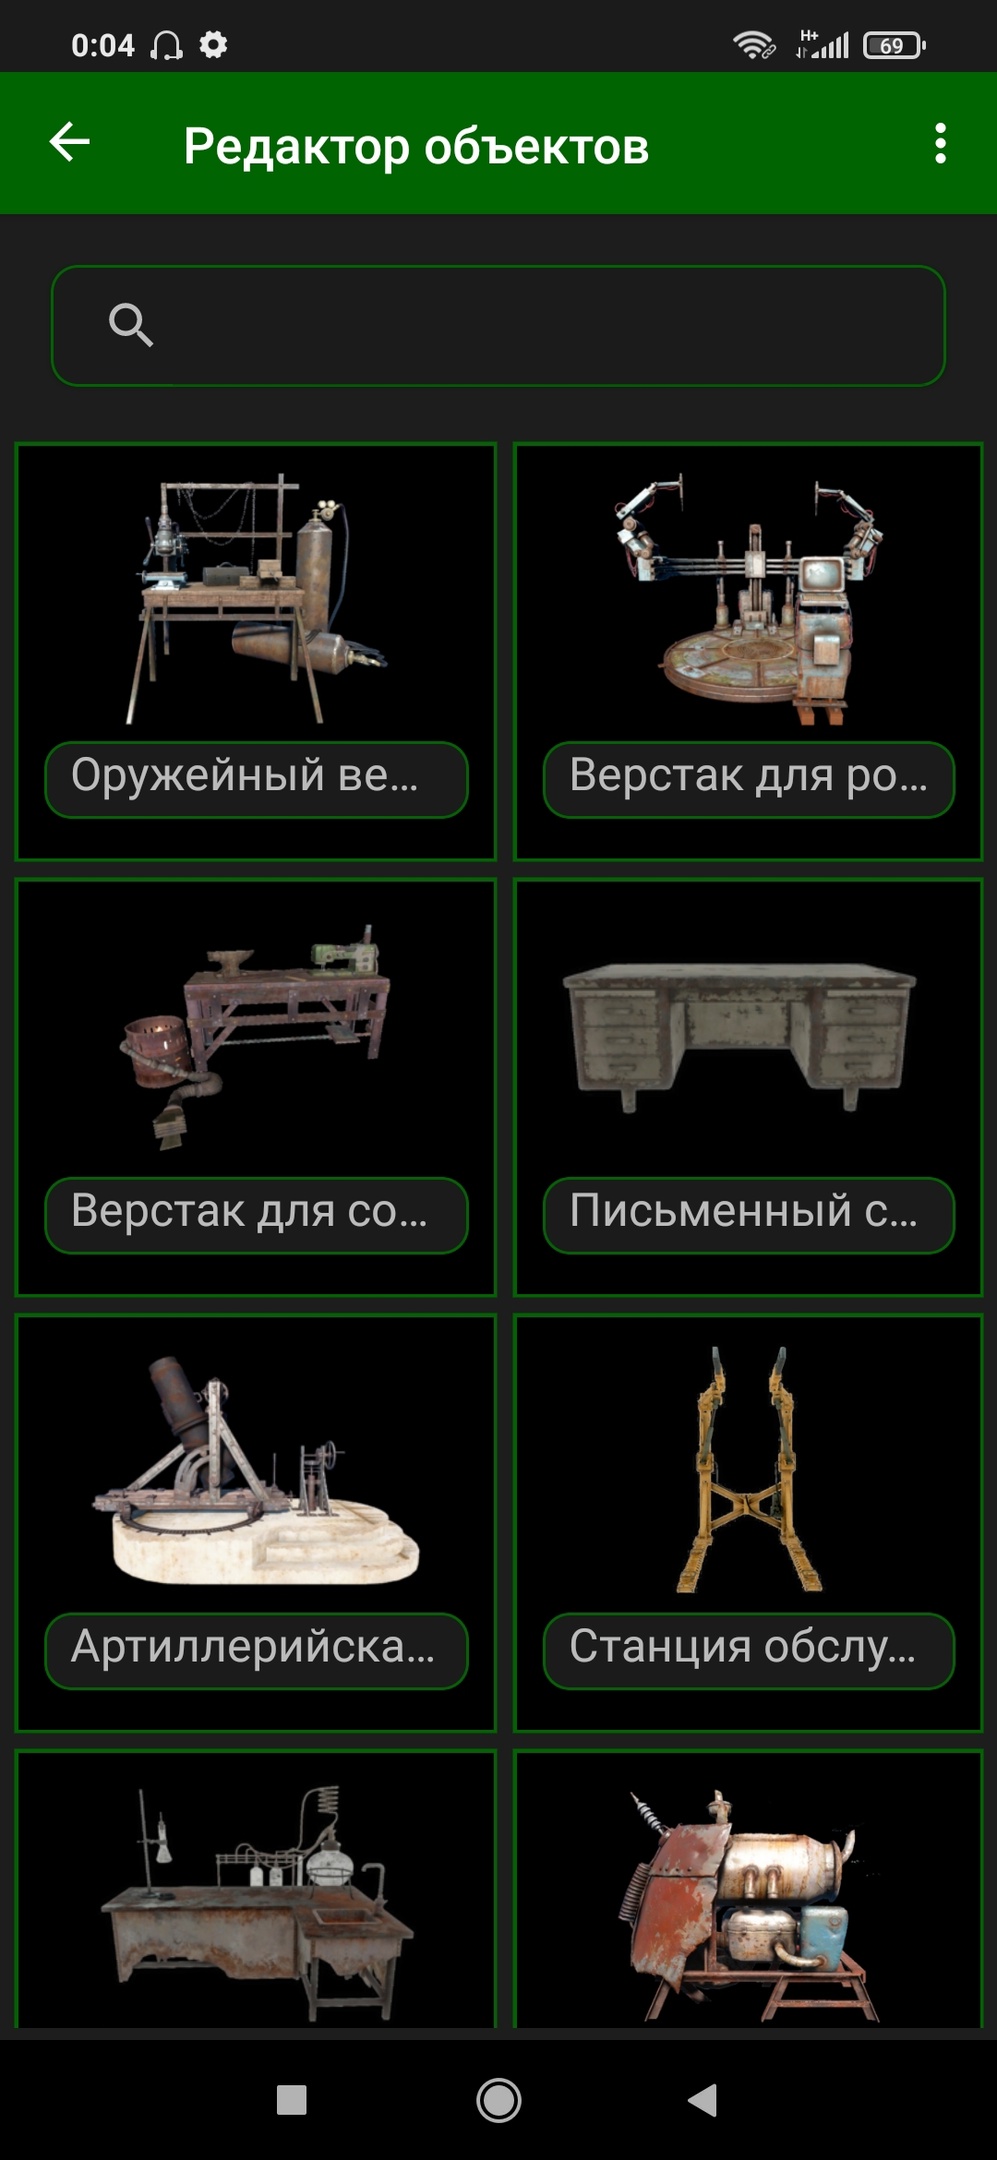 0:04 H+ 69
Редактор объектов
Оружейный ве...
Верстак для ро...
Верстак для со...
Письменный с...
Артиллерийска...
Станция обслу...